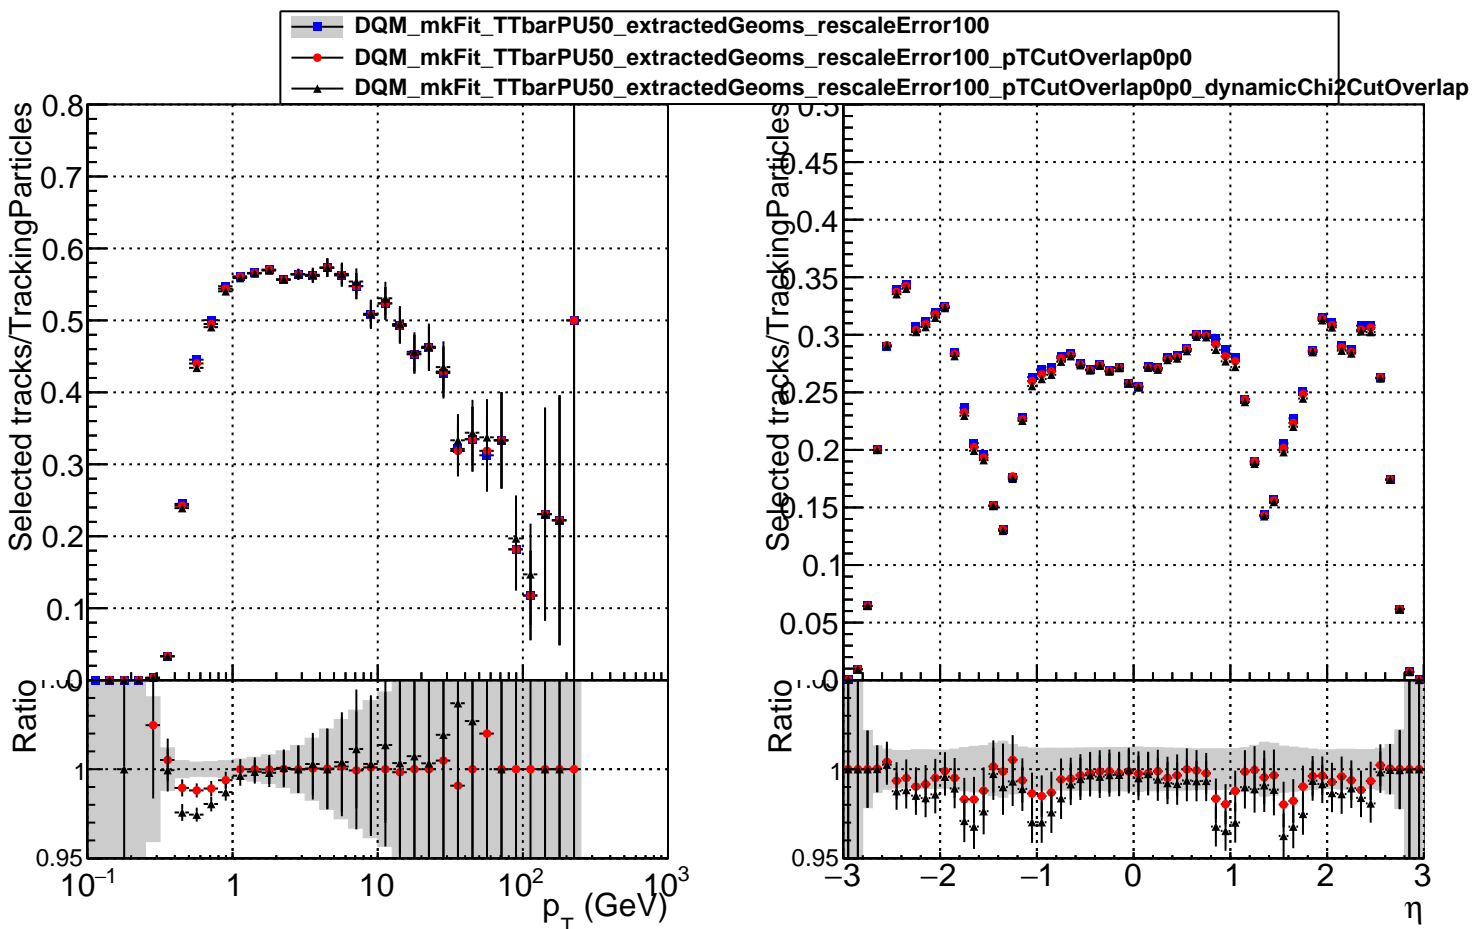 DQM_mkFit_TTbarPU50_extractedGeoms_rescaleError100
DQM_mkFit_TTbarPU50_extractedGeoms_rescaleError100_pTCutOverlap0p0
DQM_mkFit_TTbarPU50_extractedGeoms_rescaleError100_pTCutOverlap0p0_dynamicChi2CutOverlap
Selected tracks/TrackingParticles
0.8
0.7
0.6
0.5
0.4
0.3
0.2
0.1
0
Ratio
1
0.95
10⁻¹ 1 10 10² 10³
p_T (GeV)
Selected tracks/TrackingParticles
0.5
0.45
0.4
0.35
0.3
0.25
0.2
0.15
0.1
0.05
0
Ratio
1
0.95
−3 −2 −1 0 1 2 3
η